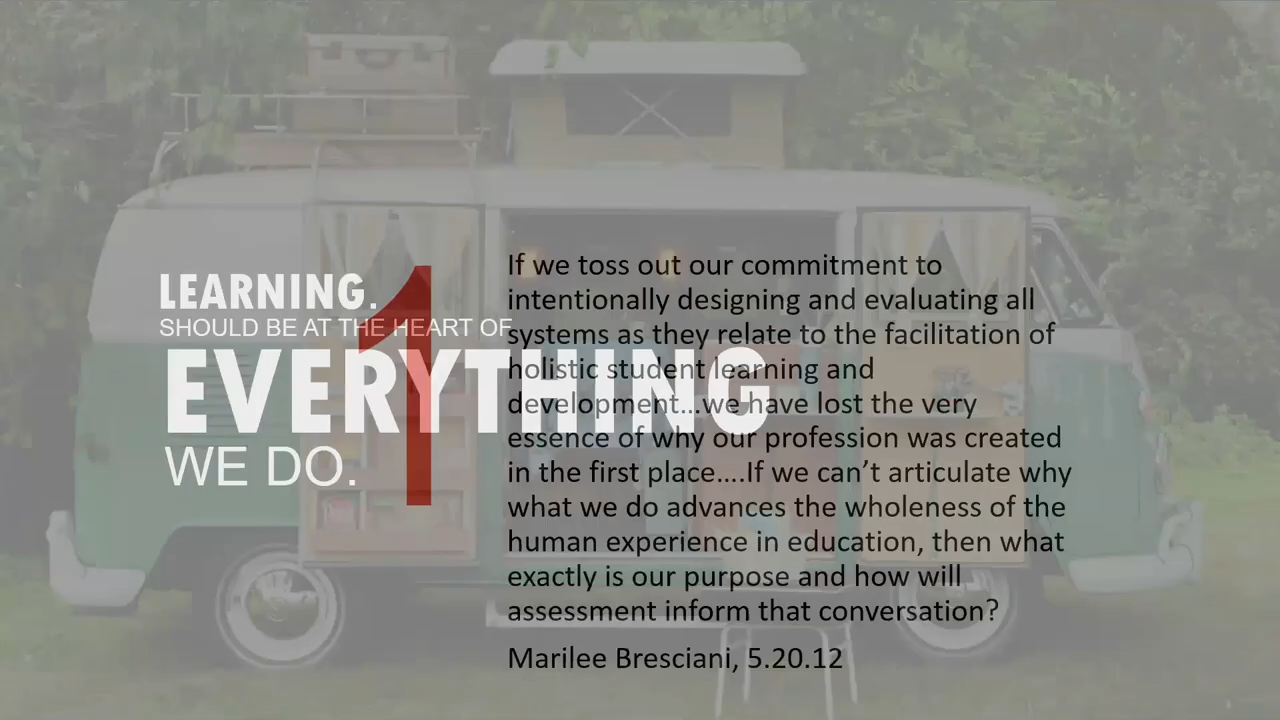 LEARNING.
SHOULD BE AT THE HEART OF
EVERYTHING
WE DO.
1
If we toss out our commitment to
intentionally designing and evaluating all
systems as they relate to the facilitation of
holistic student learning and
development…we have lost the very
essence of why our profession was created
in the first place….If we can’t articulate why
what we do advances the wholeness of the
human experience in education, then what
exactly is our purpose and how will
assessment inform that conversation?
Marilee Bresciani, 5.20.12